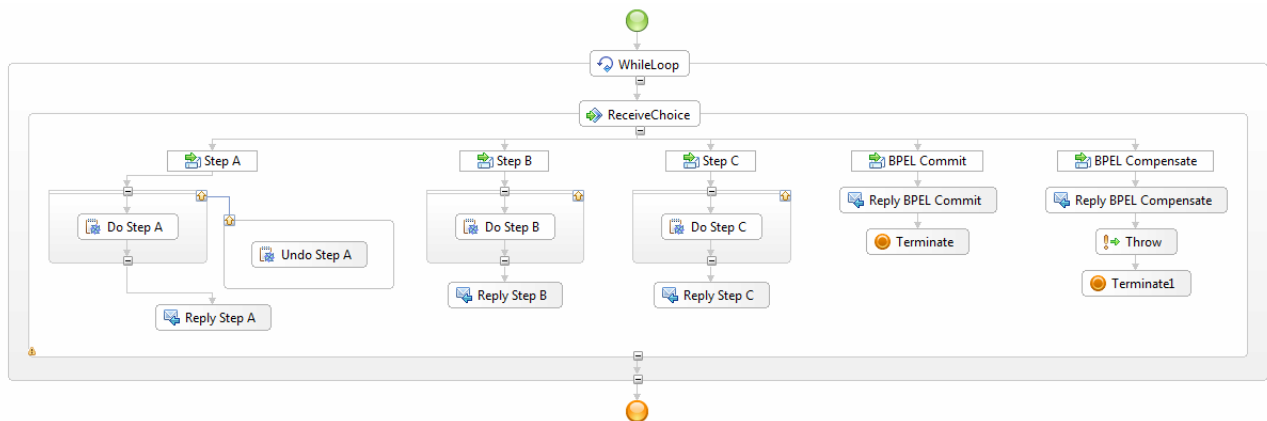 WhileLoop
ReceiveChoice
Step A
Step B
Step C
BPEL Commit
BPEL Compensate
Do Step A
Undo Step A
Do Step B
Do Step C
Reply BPEL Commit
Reply BPEL Compensate
Terminate
Throw
Reply Step A
Reply Step B
Reply Step C
Terminate1